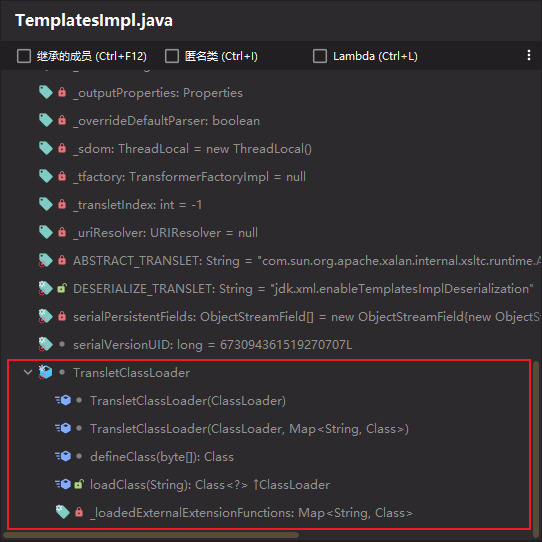 TemplatesImpl.java
继承的成员 (Ctrl+F12) 匿名类 (Ctrl+I) Lambda (Ctrl+L)
_outputProperties: Properties
_overrideDefaultParser: boolean
_sdom: ThreadLocal = new ThreadLocal()
_tfactory: TransformerFactoryImpl = null
_transletIndex: int = -1
_uriResolver: URIResolver = null
ABSTRACT_TRANSLET: String = "com.sun.org.apache.xalan.internal.xsltc.runtime.A
DESERIALIZE_TRANSLET: String = "jdk.xml.enableTemplatesImplDeserialization"
serialPersistentFields: ObjectStreamField[] = new ObjectStreamField{new ObjectS
serialVersionUID: long = 673094361519270707L
TransletClassLoader
TransletClassLoader(ClassLoader)
TransletClassLoader(ClassLoader, Map<String, Class>)
defineClass(byte[]): Class
loadClass(String): Class<?> ↑ClassLoader
_loadedExternalExtensionFunctions: Map<String, Class>